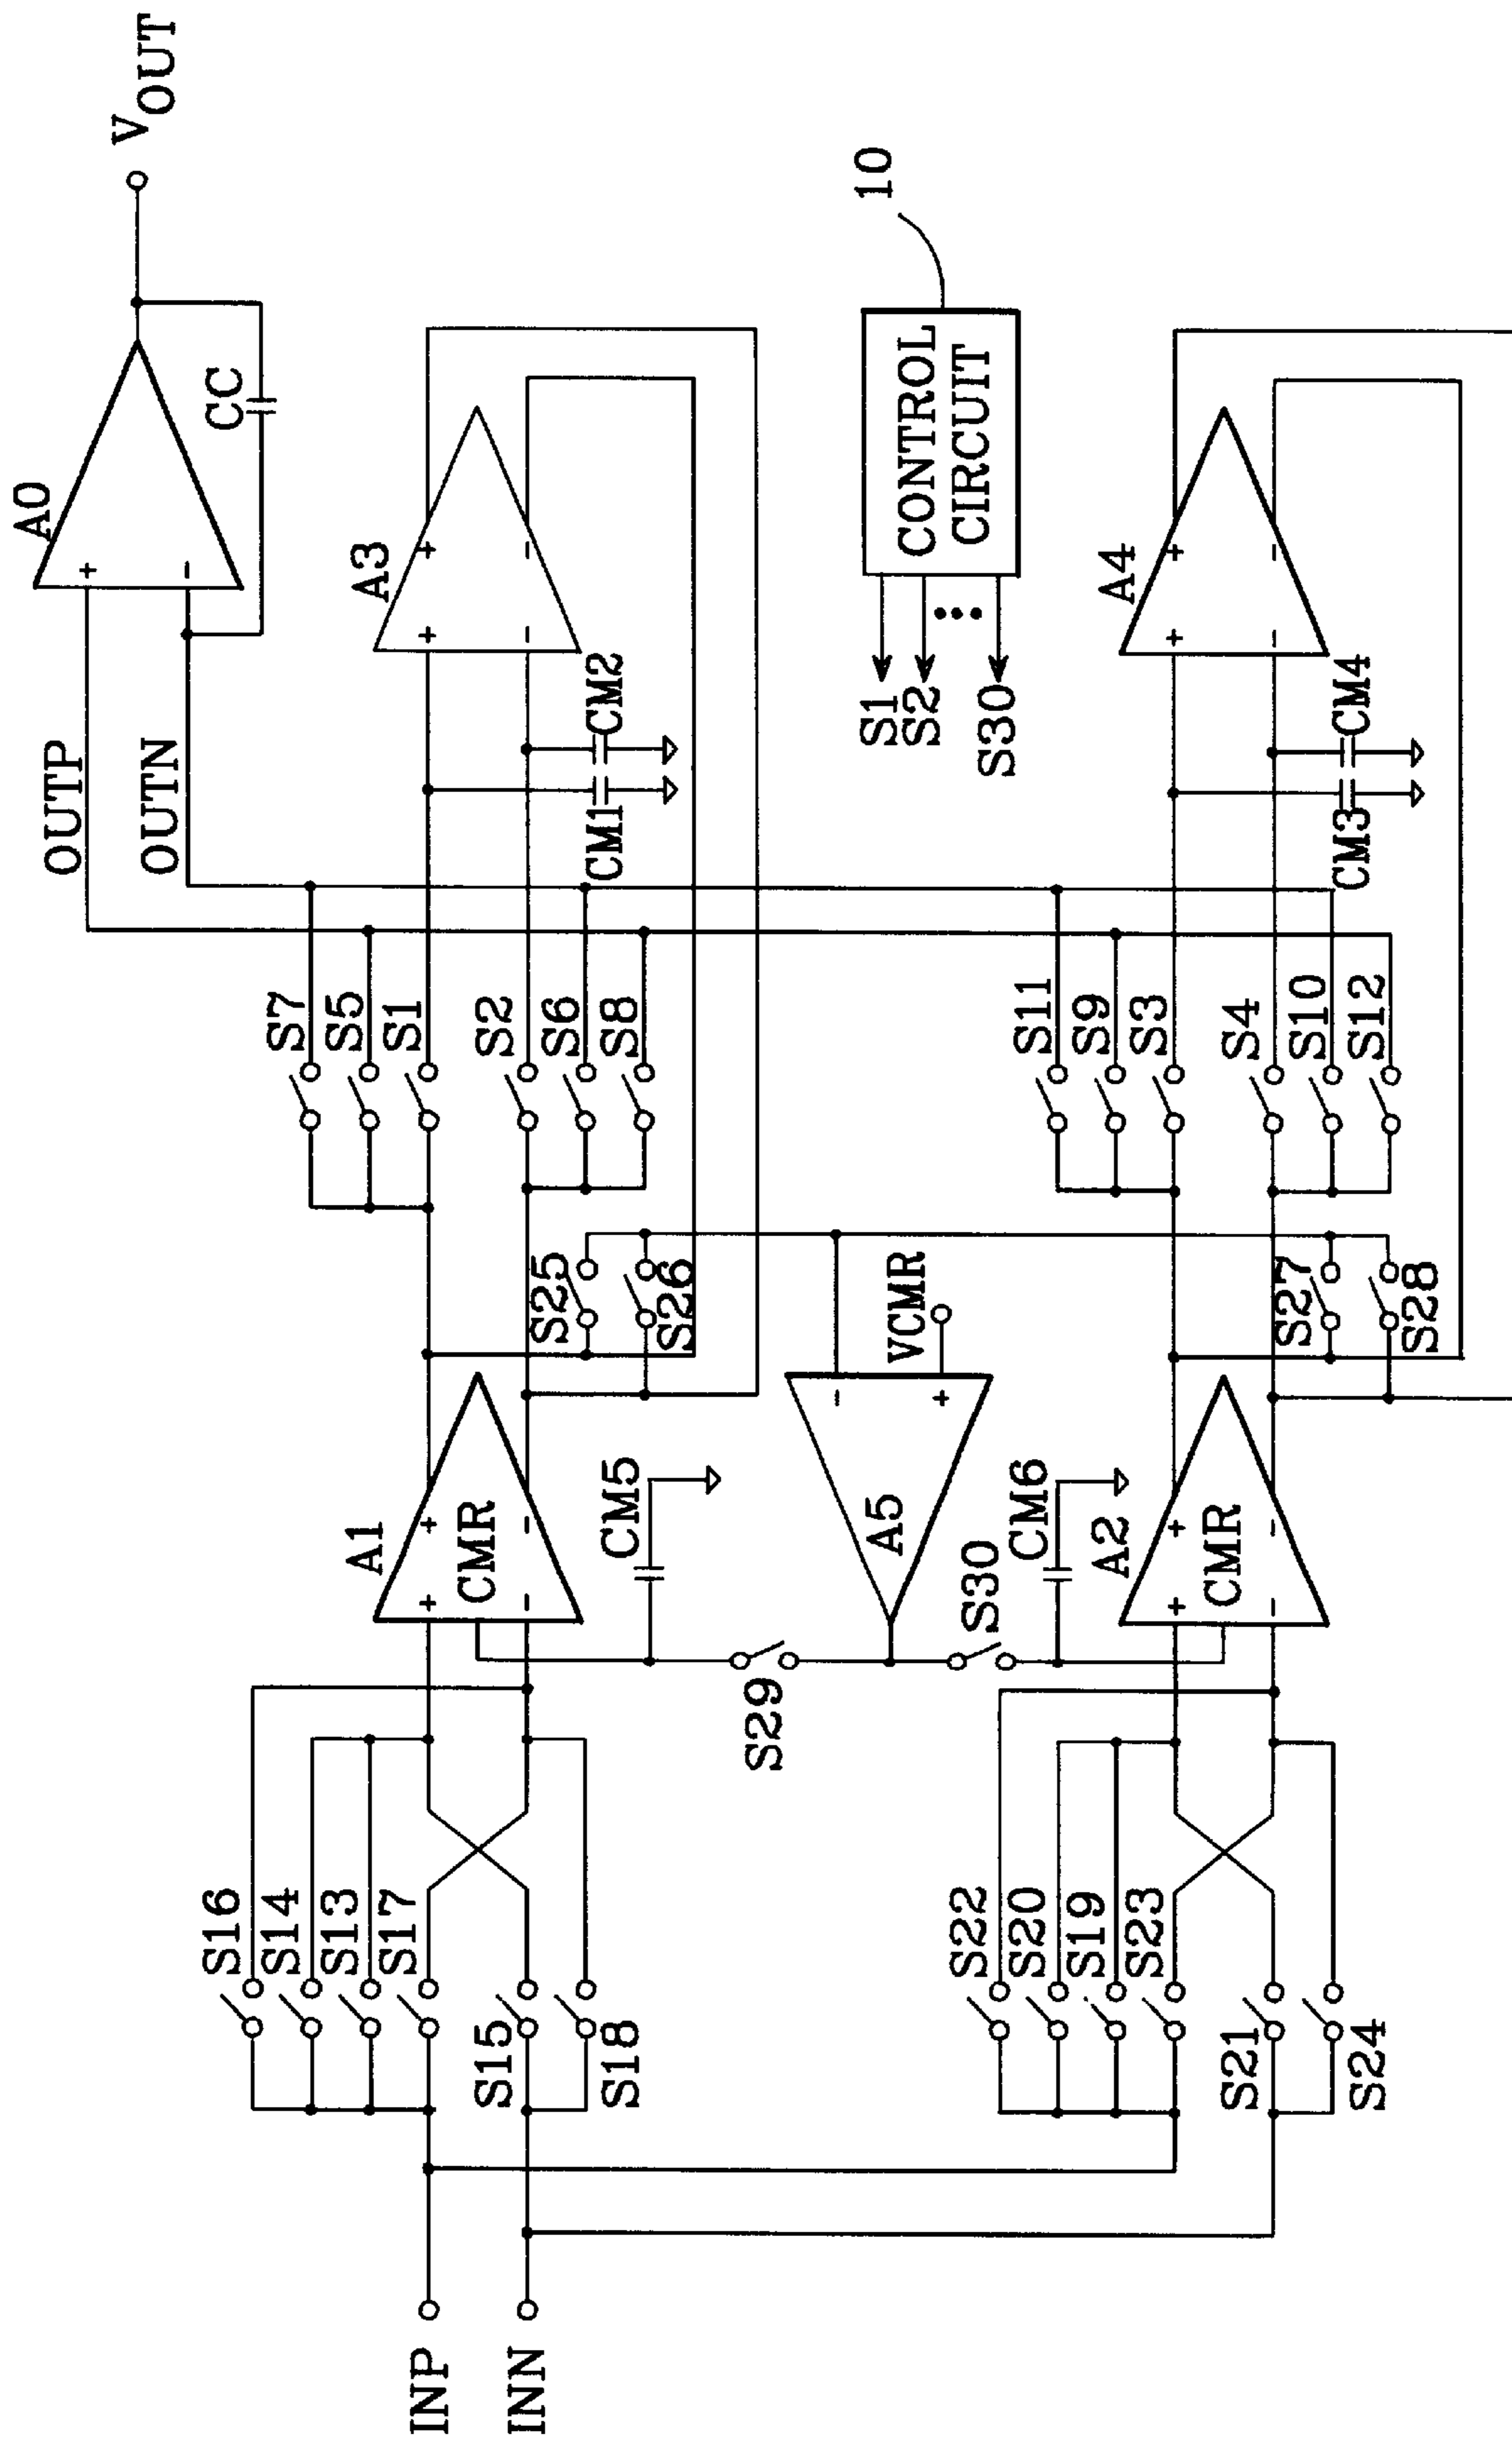 INP
INN
S16
S14
S13
S17
S15
S18
A1
CMR
CM5
S29
S25
S26
S7
S5
S1
S2
S6
S8
OUTP
OUTN
A0
CC
VOUT
A3
CM1
CM2
+
-
+
-
+
-
+
-
+
-
S22
S20
S19
S23
S21
S24
A5
-
+
VCMR
S30
CM6
A2
CMR
S27
S28
S11
S9
S3
S4
S10
S12
CM3
CM4
A4
+
-
+
-
+
-
+
-
CONTROL
CIRCUIT
10
S1
S2
S30